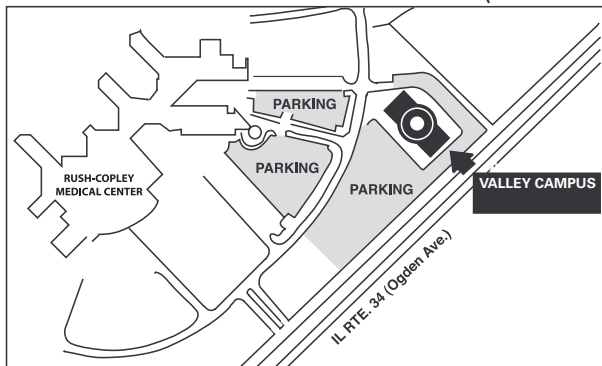 PARKING
RUSH-COPLEY
MEDICAL CENTER
PARKING
PARKING
VALLEY CAMPUS
IL RTE. 34 (Ogden Ave.)